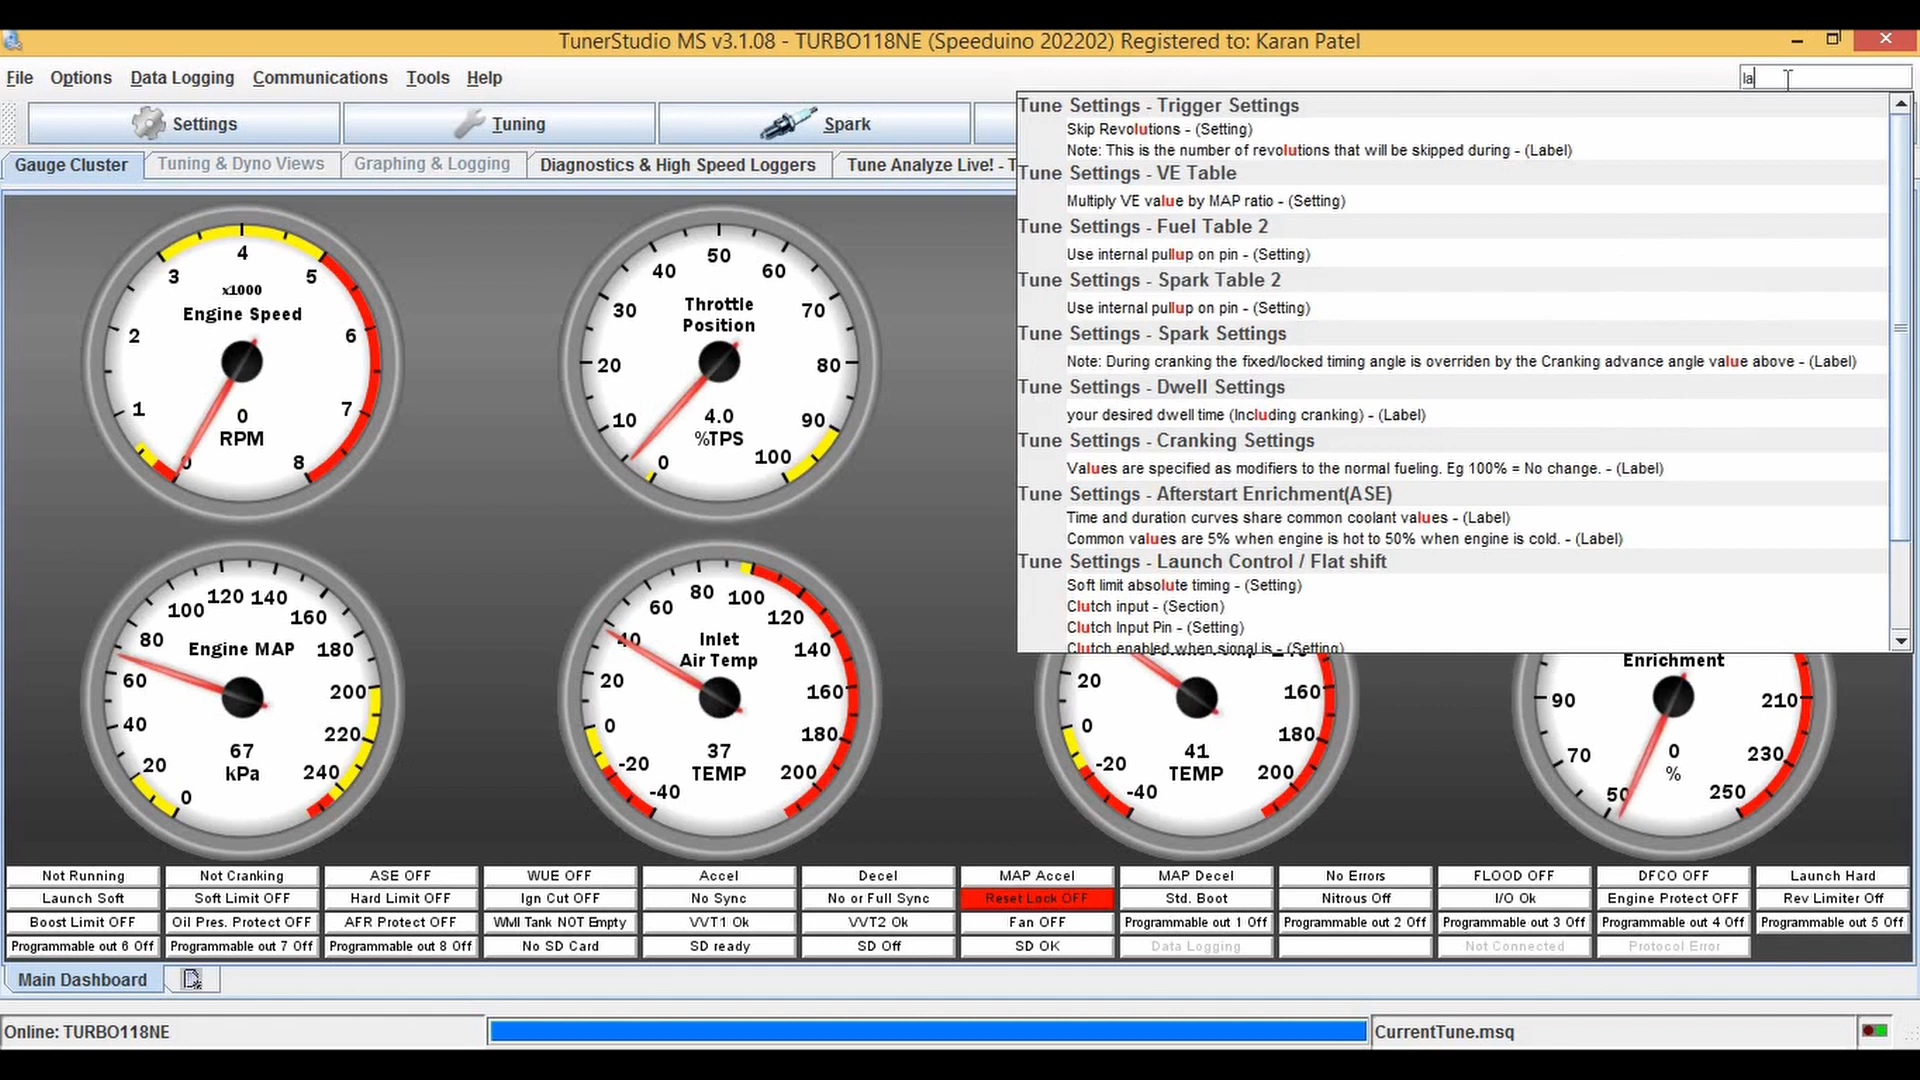 TunerStudio MS v3.1.08 - TURBO118NE (Speeduino 202202) Registered to: Karan Patel
File Options Data Logging Communications Tools Help
la
Settings Tuning Spark
Gauge Cluster Tuning & Dyno Views Graphing & Logging Diagnostics & High Speed Loggers Tune Analyze Live! - T
Tune Settings - Trigger Settings
Skip Revolutions - (Setting)
Note: This is the number of revolutions that will be skipped during - (Label)
Tune Settings - VE Table
Multiply VE value by MAP ratio - (Setting)
Tune Settings - Fuel Table 2
Use internal pullup on pin - (Setting)
Tune Settings - Spark Table 2
Use internal pullup on pin - (Setting)
Tune Settings - Spark Settings
Note: During cranking the fixed/locked timing angle is overriden by the Cranking advance angle value above - (Label)
Tune Settings - Dwell Settings
your desired dwell time (Including cranking) - (Label)
Tune Settings - Cranking Settings
Values are specified as modifiers to the normal fueling. Eg 100% = No change. - (Label)
Tune Settings - Afterstart Enrichment(ASE)
Time and duration curves share common coolant values - (Label)
Common values are 5% when engine is hot to 50% when engine is cold. - (Label)
Tune Settings - Launch Control / Flat shift
Soft limit absolute timing - (Setting)
Clutch input - (Section)
Clutch Input Pin - (Setting)
Clutch enabled when signal is - (Setting)
0 1 2 3 4 5 6 7 8
x1000
Engine Speed
0
RPM
0 10 20 30 40 50 60 70 80 90 100
Throttle
Position
4.0
%TPS
0 20 40 60 80 100 120 140 160 180 200 220 240
Engine MAP
67
kPa
-40 -20 0 20 40 60 80 100 120 140 160 180 200
Inlet
Air Temp
37
TEMP
-40 -20 0 20 160 180 200
41
TEMP
50 70 90 210 230 250
Enrichment
0
%
Not Running Not Cranking ASE OFF WUE OFF Accel Decel MAP Accel MAP Decel No Errors FLOOD OFF DFCO OFF Launch Hard
Launch Soft Soft Limit OFF Hard Limit OFF Ign Cut OFF No Sync No or Full Sync Reset Lock OFF Std. Boot Nitrous Off I/O Ok Engine Protect OFF Rev Limiter Off
Boost Limit OFF Oil Pres. Protect OFF AFR Protect OFF WMI Tank NOT Empty VVT1 Ok VVT2 Ok Fan OFF Programmable out 1 Off Programmable out 2 Off Programmable out 3 Off Programmable out 4 Off Programmable out 5 Off
Programmable out 6 Off Programmable out 7 Off Programmable out 8 Off No SD Card SD ready SD Off SD OK Data Logging Not Connected Protocol Error
Main Dashboard
Online: TURBO118NE CurrentTune.msq